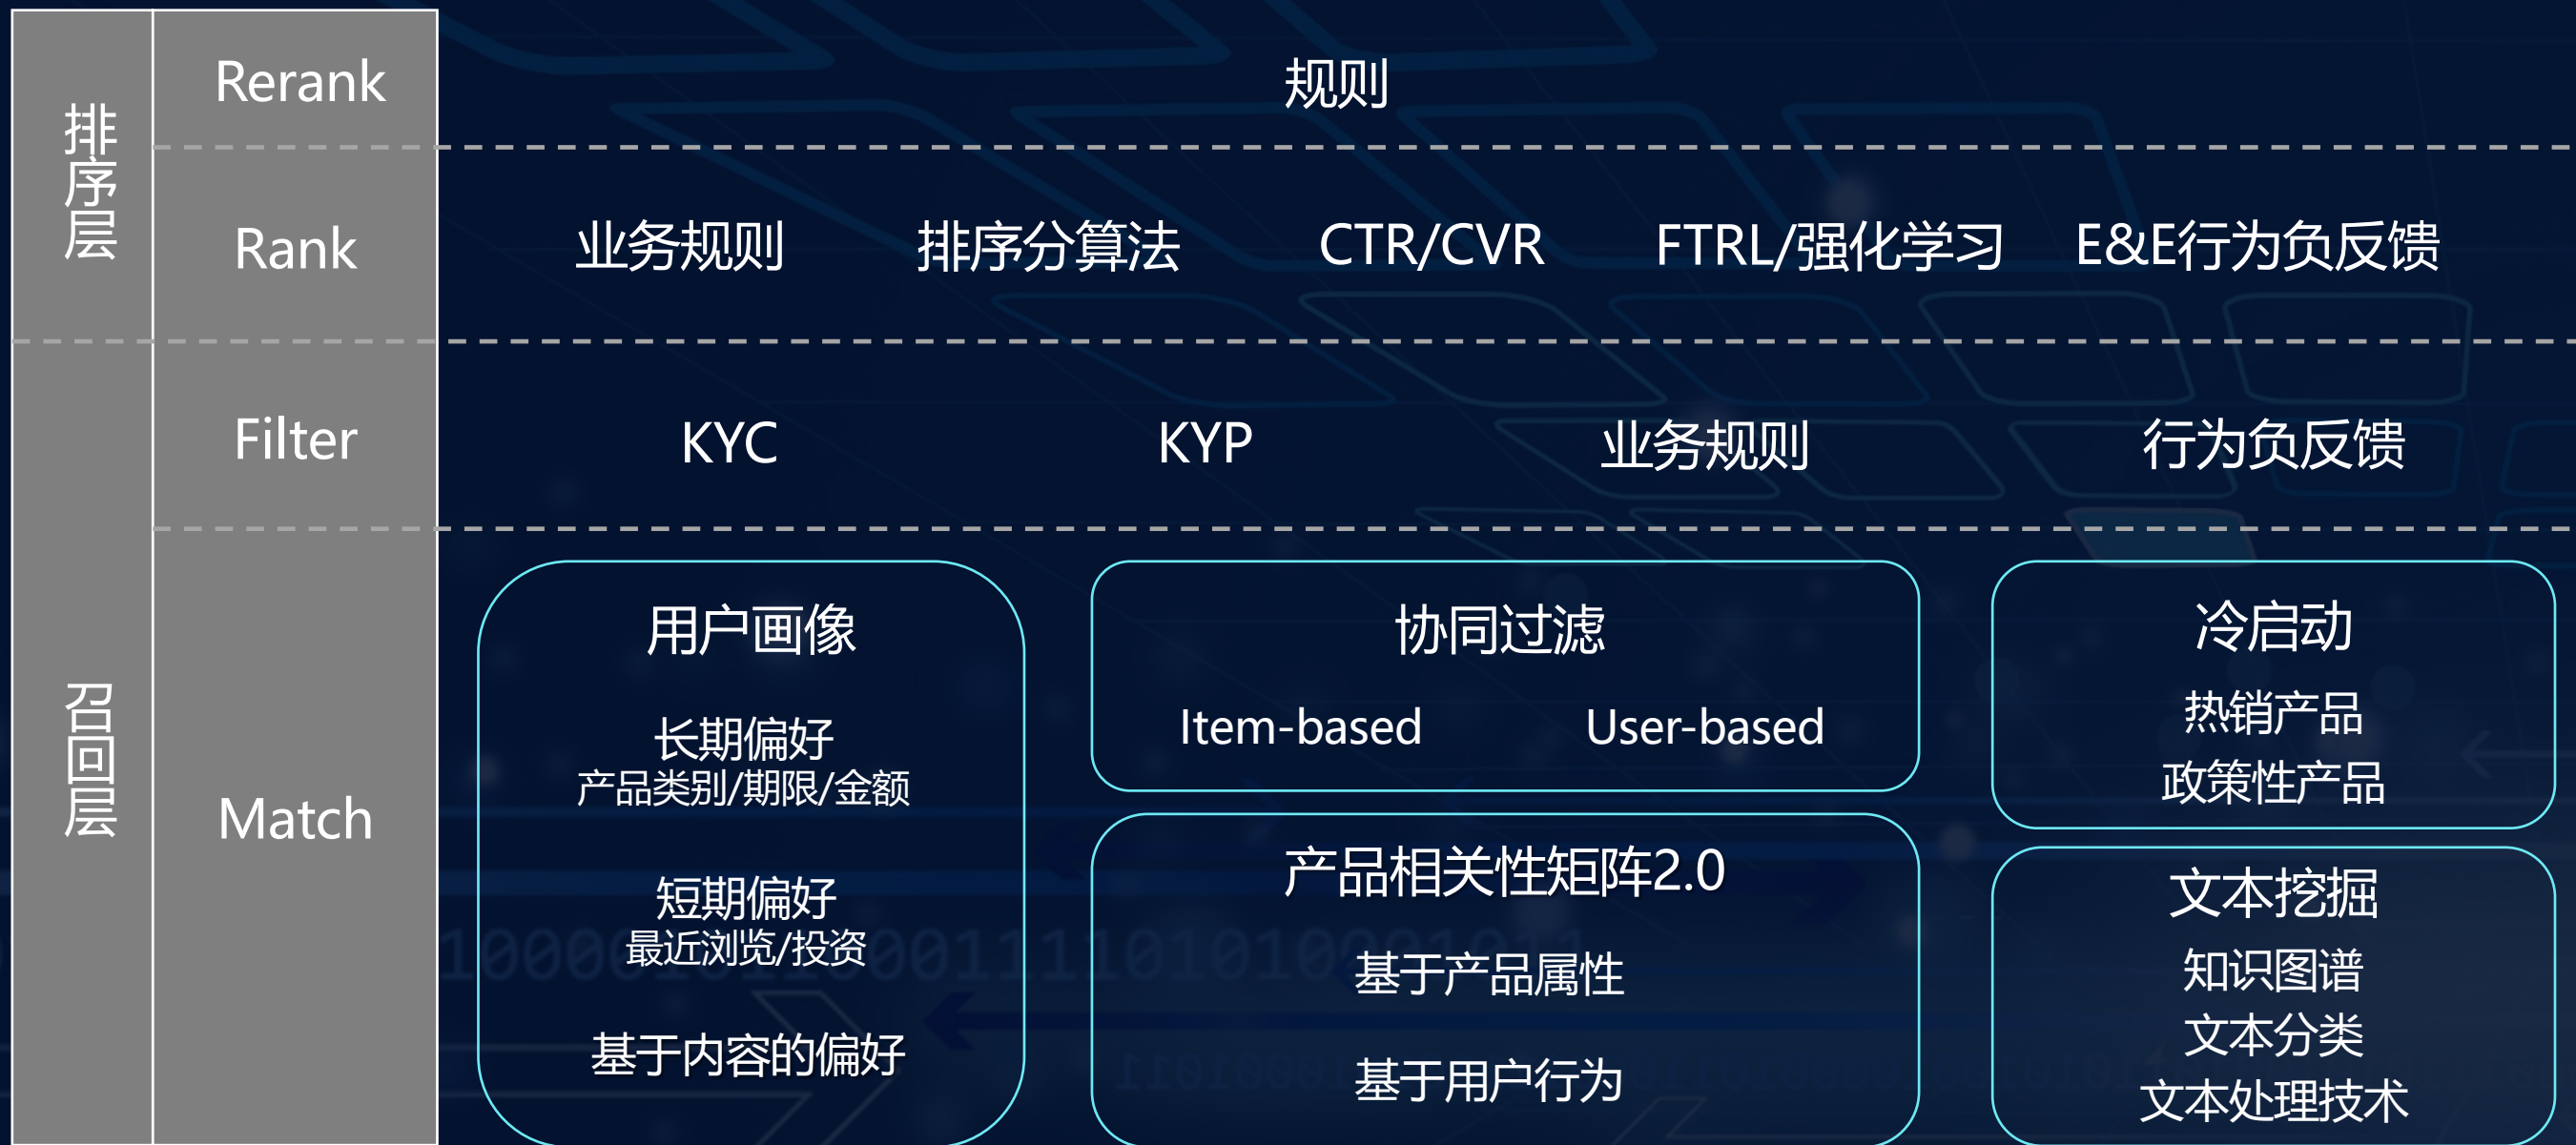 排序层
Rerank
规则
Rank
业务规则
排序分算法
CTR/CVR
FTRL/强化学习
E&E行为负反馈
召回层
Filter
KYC
KYP
业务规则
行为负反馈
Match
用户画像
长期偏好
产品类别/期限/金额
短期偏好
最近浏览/投资
基于内容的偏好
协同过滤
Item-based
User-based
产品相关性矩阵2.0
基于产品属性
基于用户行为
冷启动
热销产品
政策性产品
文本挖掘
知识图谱
文本分类
文本处理技术